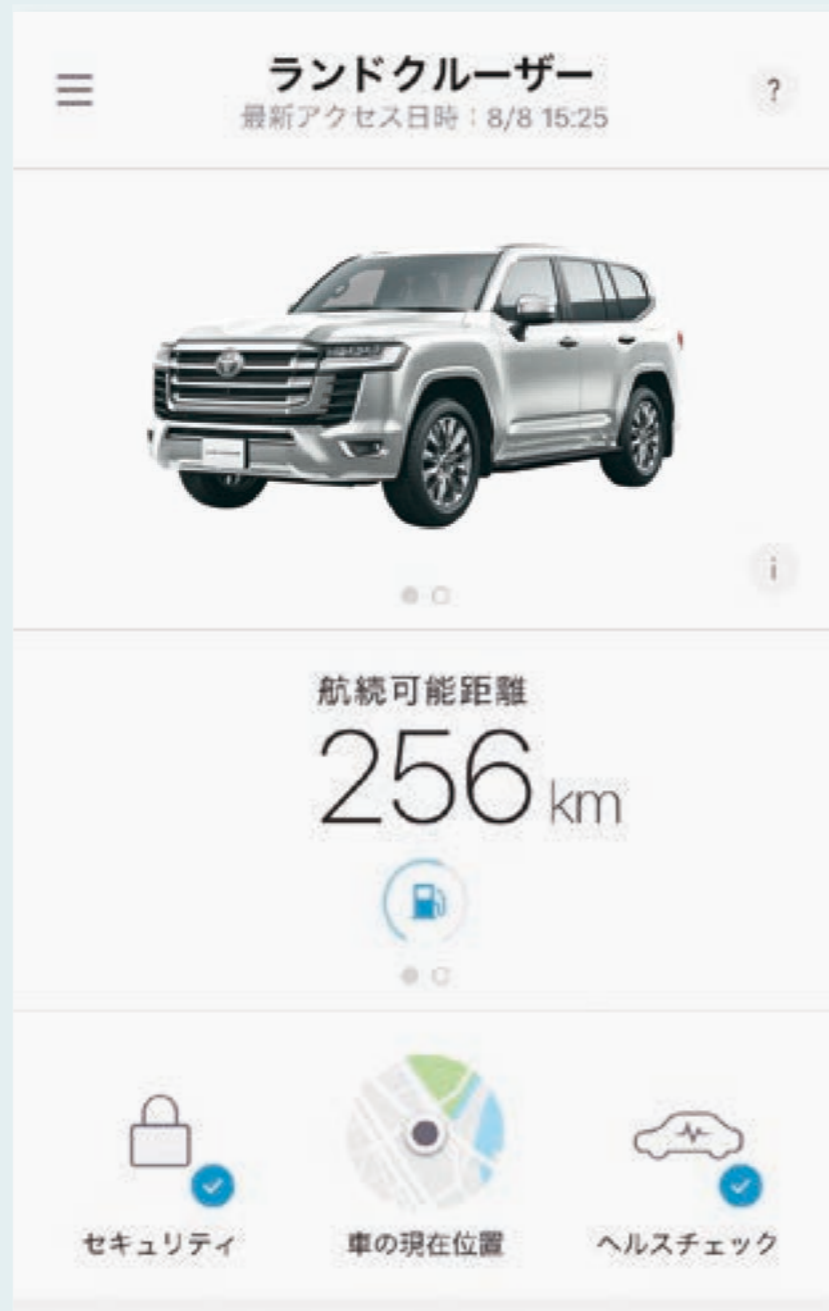 ランドクルーザー
?
最新アクセス日時：8/8 15:25
i
航続可能距離
256 km
セキュリティ
車の現在位置
ヘルスチェック